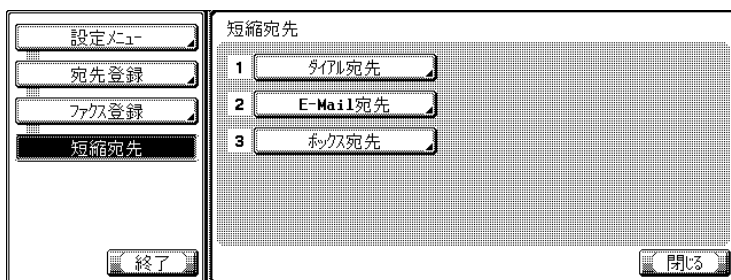 設定ﾒﾆｭｰ
宛先登録
ﾌｧｸｽ登録
短縮宛先
終了
短縮宛先
1 ﾀﾞｲｱﾙ宛先
2 E-Mail宛先
3 ﾎﾞｯｸｽ宛先
閉じる